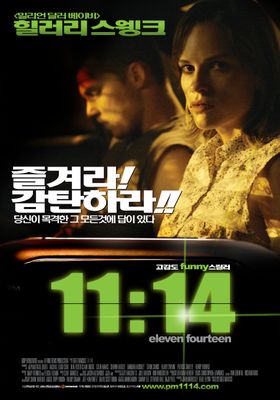 <밀리언 달러 베이비>
힐러리 스웽크
즐겨라!
감탄하라!!
당신이 목격한 그 모든것에 답이 있다
고감도 funny스릴러
11:14
eleven fourteen
www.pm1114.com